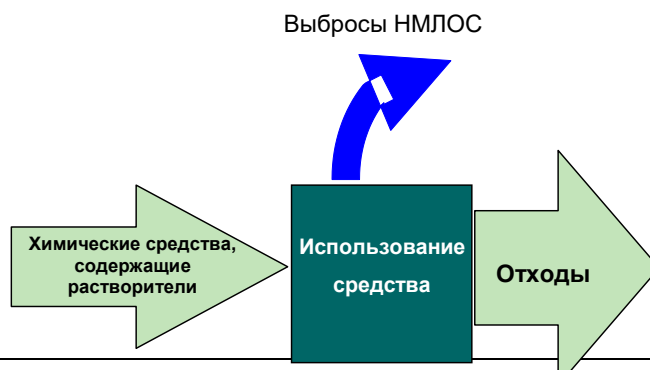 Выбросы НМЛОС
Химические средства,
содержащие
растворители
Использование
средства
Отходы